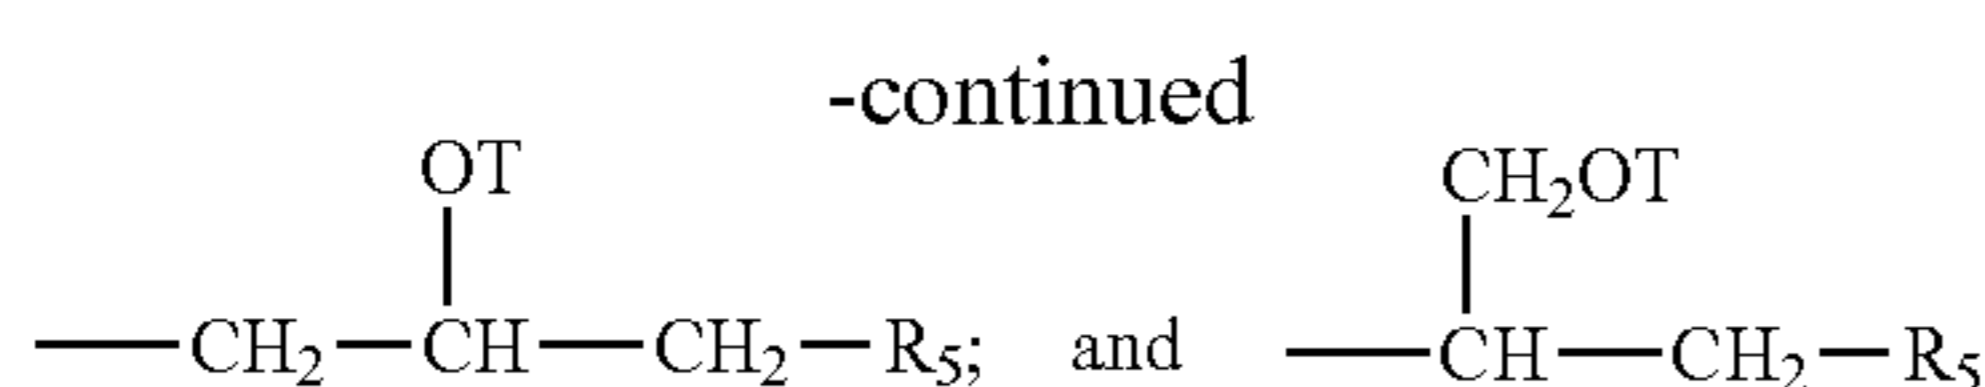 -continued
OT CH₂OT
—CH₂—CH—CH₂—R₅; and —CH—CH₂—R₅